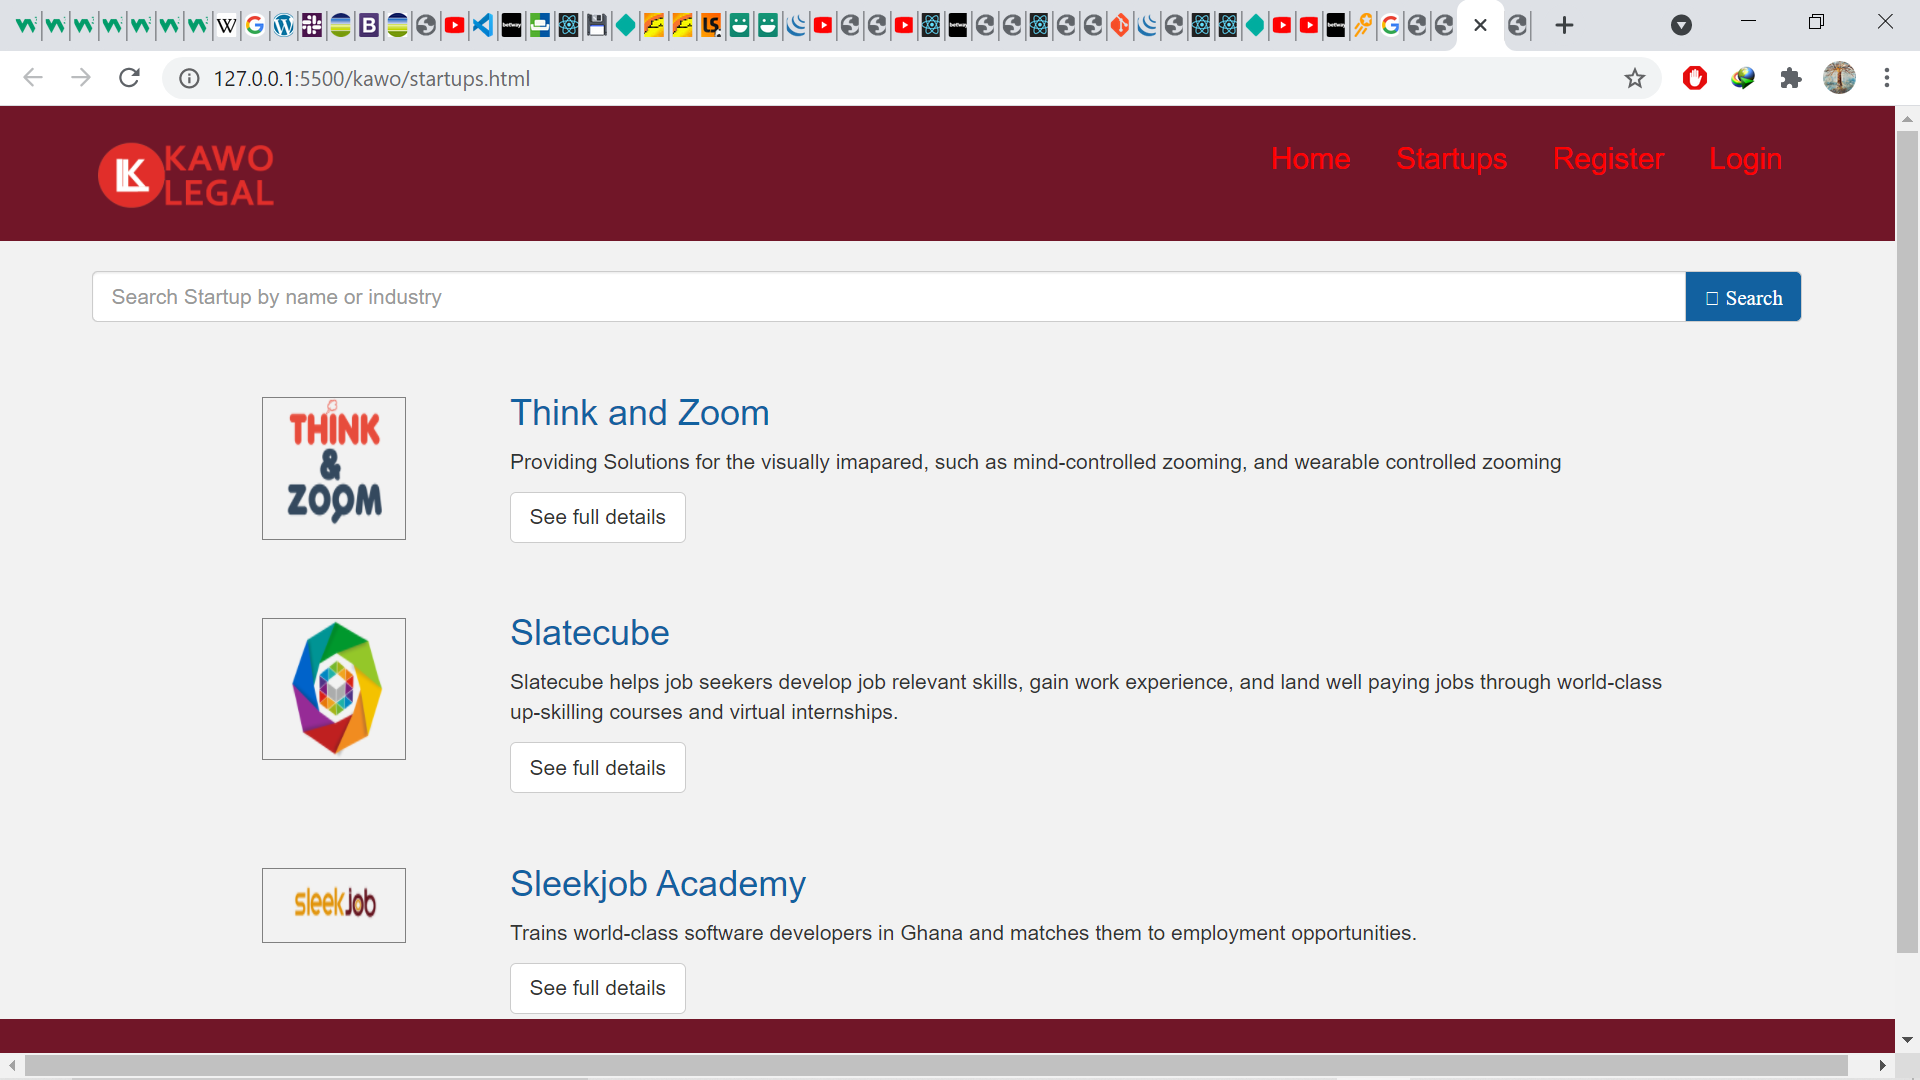 127.0.0.1:5500/kawo/startups.html
KAWO
LEGAL
Home Startups Register Login
Search Startup by name or industry
Search
THINK
&
ZOOM
Think and Zoom
Providing Solutions for the visually imapared, such as mind-controlled zooming, and wearable controlled zooming
See full details
Slatecube
Slatecube helps job seekers develop job relevant skills, gain work experience, and land well paying jobs through world-class
up-skilling courses and virtual internships.
See full details
sleekjob
Sleekjob Academy
Trains world-class software developers in Ghana and matches them to employment opportunities.
See full details